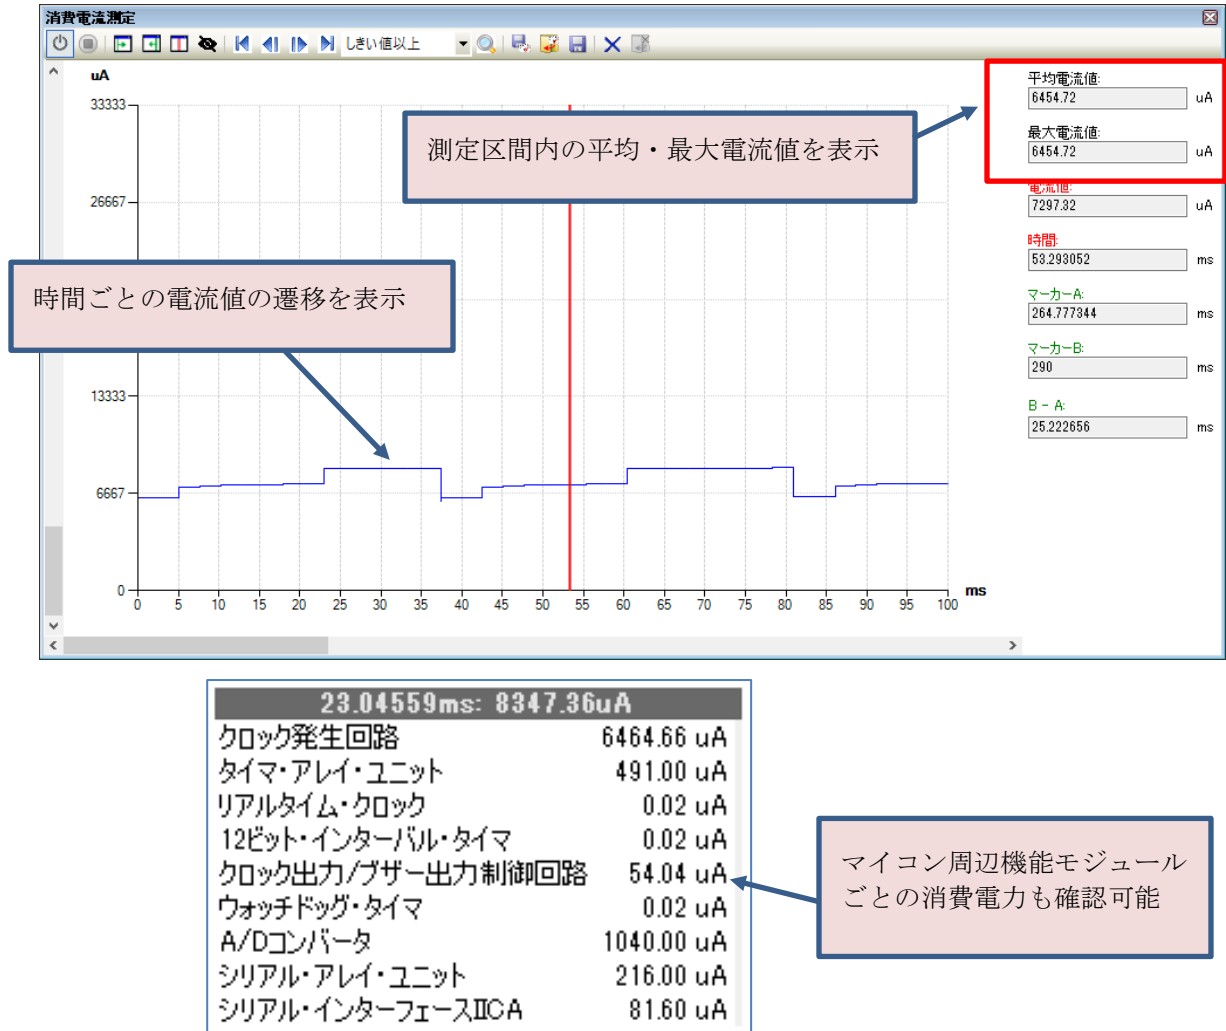 消費電流測定
しきい値以上
uA
33333
26667
13333
6667
0
0 5 10 15 20 25 30 35 40 45 50 55 60 65 70 75 80 85 90 95 100
ms
測定区間内の平均・最大電流値を表示
時間ごとの電流値の遷移を表示
平均電流値:
6454.72 uA
最大電流値:
6454.72 uA
電流値:
7297.32 uA
時間:
53.293052 ms
マーカーA:
264.777344 ms
マーカーB:
290 ms
B - A:
25.222656 ms
23.04559ms: 8347.36uA
クロック発生回路 6464.66 uA
タイマ・アレイ・ユニット 491.00 uA
リアルタイム・クロック 0.02 uA
12ビット・インターバル・タイマ 0.02 uA
クロック出力/ブザー出力制御回路 54.04 uA
ウォッチドッグ・タイマ 0.02 uA
A/Dコンバータ 1040.00 uA
シリアル・アレイ・ユニット 216.00 uA
シリアル・インターフェースIICA 81.60 uA
マイコン周辺機能モジュール
ごとの消費電力も確認可能